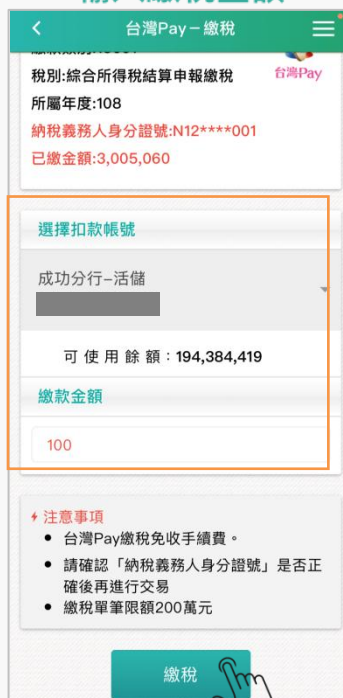 台灣Pay－繳稅
稅別:綜合所得稅結算申報繳稅
台灣Pay
所屬年度:108
納稅義務人身分證號:N12****001
已繳金額:3,005,060
選擇扣款帳號
成功分行–活儲
可使用餘額：194,384,419
繳款金額
100
注意事項
• 台灣Pay繳稅免收手續費。
• 請確認「納稅義務人身分證號」是否正
確後再進行交易
• 繳稅單筆限額200萬元
繳稅